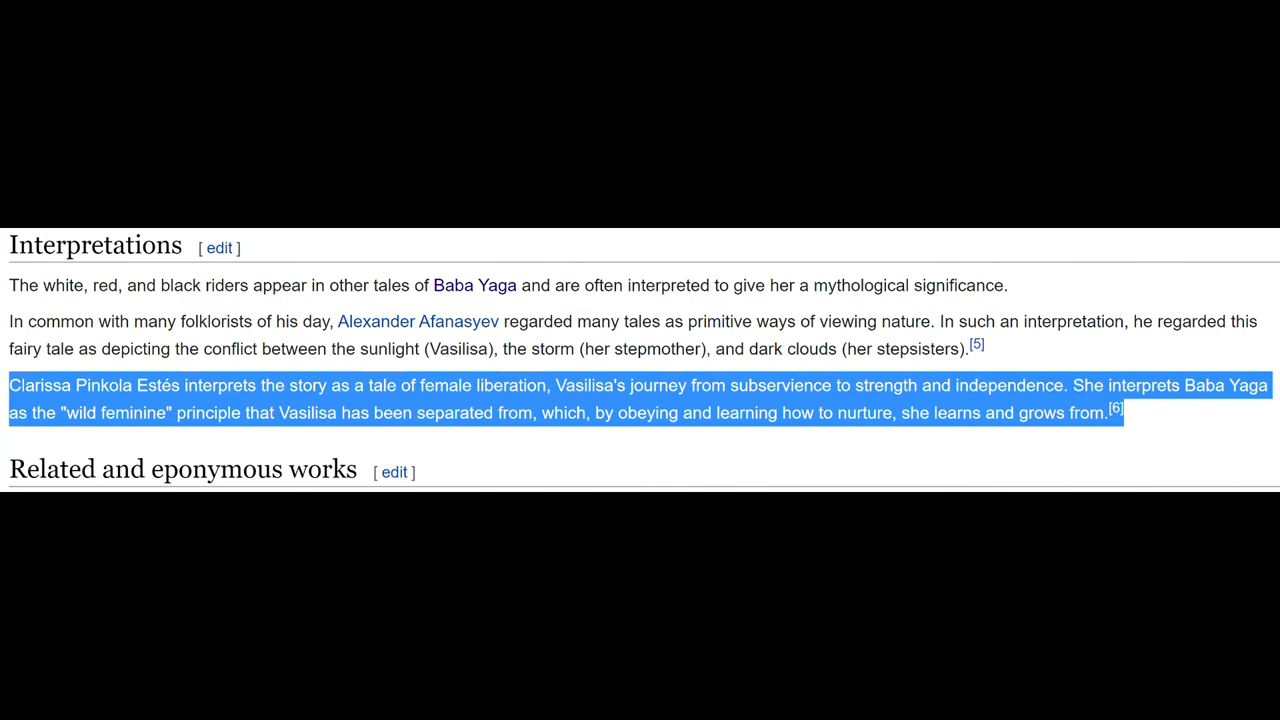 Interpretations [ edit ]
The white, red, and black riders appear in other tales of Baba Yaga and are often interpreted to give her a mythological significance.
In common with many folklorists of his day, Alexander Afanasyev regarded many tales as primitive ways of viewing nature. In such an interpretation, he regarded this
fairy tale as depicting the conflict between the sunlight (Vasilisa), the storm (her stepmother), and dark clouds (her stepsisters).[5]
Clarissa Pinkola Estés interprets the story as a tale of female liberation, Vasilisa's journey from subservience to strength and independence. She interprets Baba Yaga
as the "wild feminine" principle that Vasilisa has been separated from, which, by obeying and learning how to nurture, she learns and grows from.[6]
Related and eponymous works [ edit ]